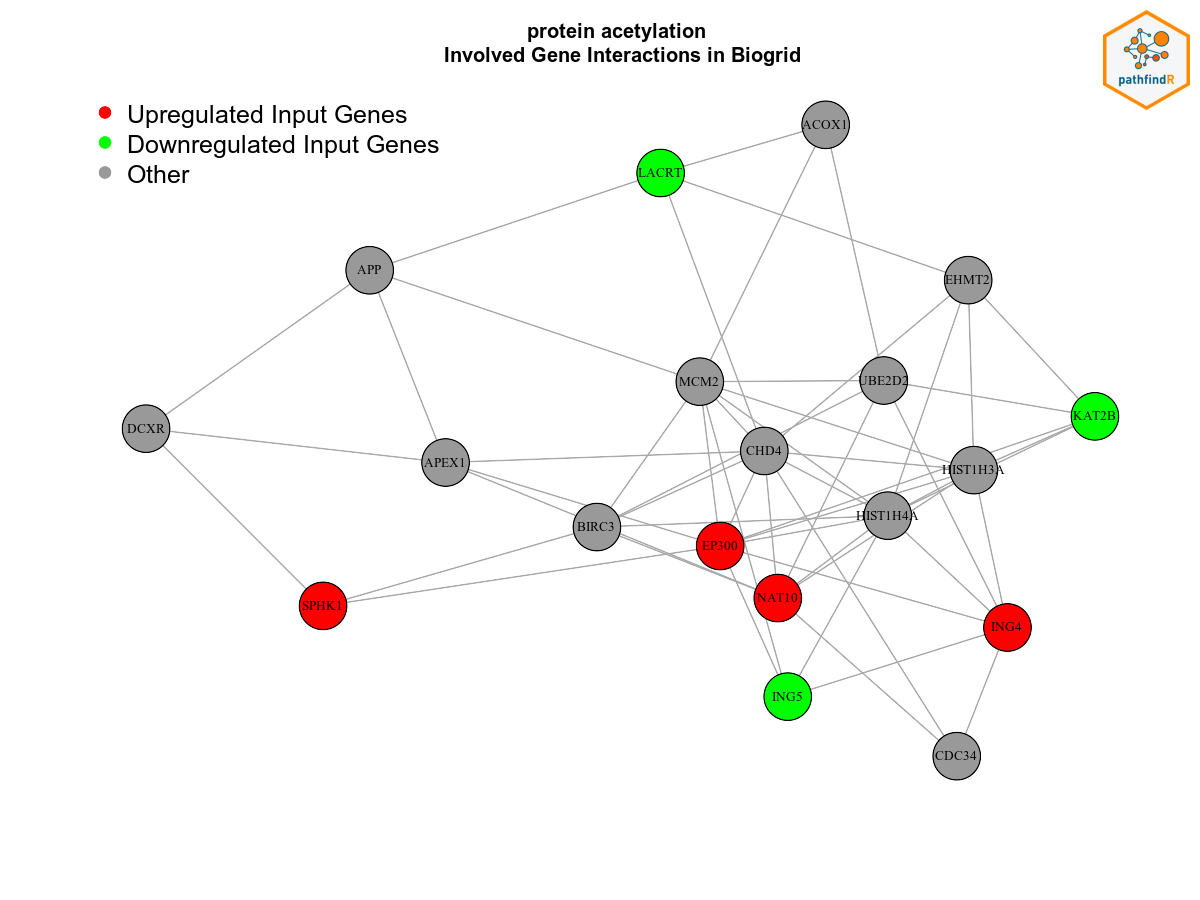 protein acetylation
Involved Gene Interactions in Biogrid
pathfindR
Upregulated Input Genes
Downregulated Input Genes
Other
ACOX1
LACRT
APP
EHMT2
MCM2
UBE2D2
KAT2B
DCXR
CHD4
APEX1
HIST1H3A
HIST1H4A
BIRC3
EP300
NAT10
SPHK1
ING4
ING5
CDC34